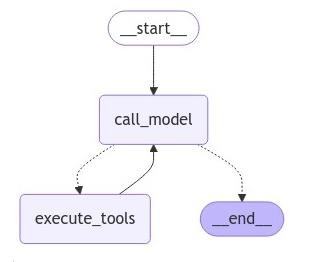 __start__
call_model
execute_tools
__end__